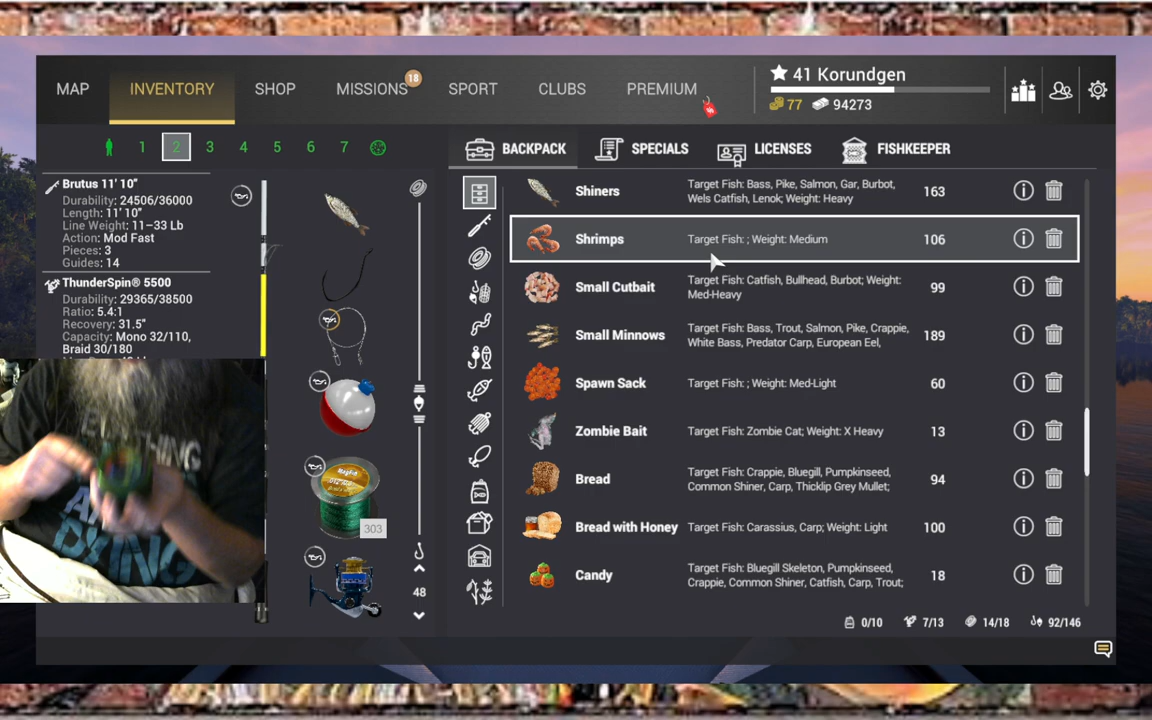 MAP
INVENTORY
SHOP
MISSIONS
18
SPORT
CLUBS
PREMIUM
41 Korundgen
77
94273
1
2
3
4
5
6
7
BACKPACK
SPECIALS
LICENSES
FISHKEEPER
Brutus 11' 10"
Durability: 24506/36000
Length: 11' 10"
Line Weight: 11–33 Lb
Action: Mod Fast
Pieces: 3
Guides: 14
ThunderSpin® 5500
Durability: 29365/38500
Ratio: 5.4:1
Recovery: 31.5"
Capacity: Mono 32/110,
Braid 30/180
303
48
Shiners
Target Fish: Bass, Pike, Salmon, Gar, Burbot,
Wels Catfish, Lenok; Weight: Heavy
163
Shrimps
Target Fish: ; Weight: Medium
106
Small Cutbait
Target Fish: Catfish, Bullhead, Burbot; Weight:
Med-Heavy
99
Small Minnows
Target Fish: Bass, Trout, Salmon, Pike, Crappie,
White Bass, Predator Carp, European Eel,
189
Spawn Sack
Target Fish: ; Weight: Med-Light
60
Zombie Bait
Target Fish: Zombie Cat; Weight: X Heavy
13
Bread
Target Fish: Crappie, Bluegill, Pumpkinseed,
Common Shiner, Carp, Thicklip Grey Mullet;
94
Bread with Honey
Target Fish: Carassius, Carp; Weight: Light
100
Candy
Target Fish: Bluegill Skeleton, Pumpkinseed,
Crappie, Common Shiner, Catfish, Carp, Trout;
18
0/10
7/13
14/18
92/146